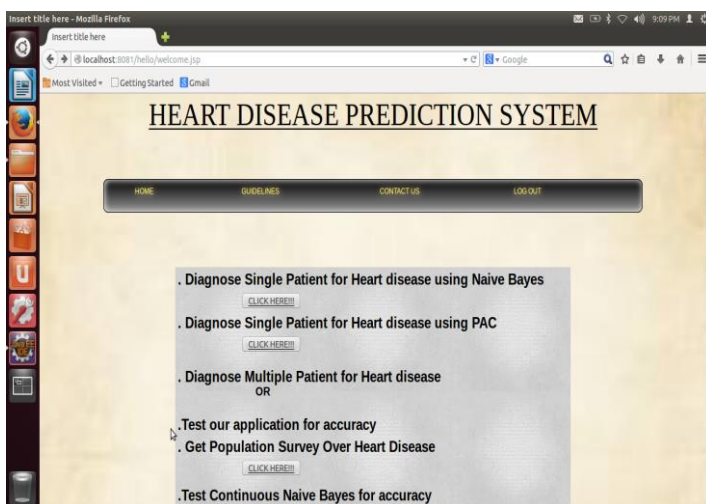 Insert title here - Mozilla Firefox
9:09 PM
Insert title here
localhost:8081/hello/welcome.jsp
Google
Most Visited
Getting Started
Gmail
HEART DISEASE PREDICTION SYSTEM
HOME GUIDELINES CONTACT US LOG OUT
. Diagnose Single Patient for Heart disease using Naive Bayes
CLICK HERE!!!
. Diagnose Single Patient for Heart disease using PAC
CLICK HERE!!!
. Diagnose Multiple Patient for Heart disease
OR
.Test our application for accuracy
. Get Population Survey Over Heart Disease
CLICK HERE!!!
.Test Continuous Naive Bayes for accuracy